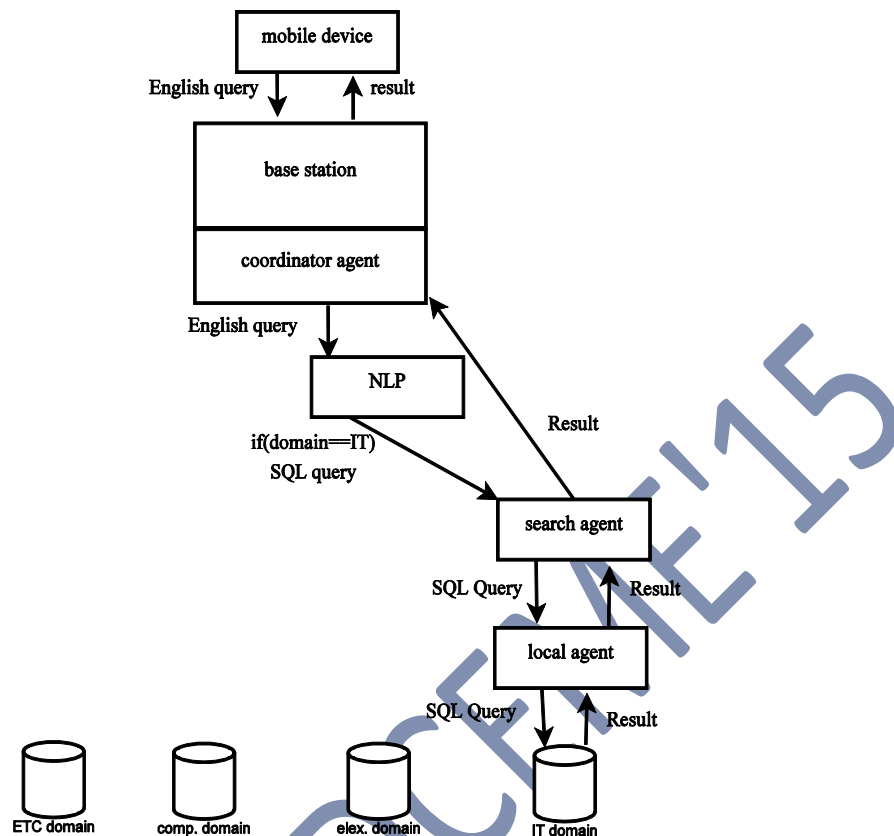 mobile device
English query
result
base station
coordinator agent
English query
NLP
Result
if(domain==IT)
SQL query
search agent
SQL Query
Result
local agent
SQL Query
Result
ETC domain
comp. domain
elex. domain
IT domain
CEME'15